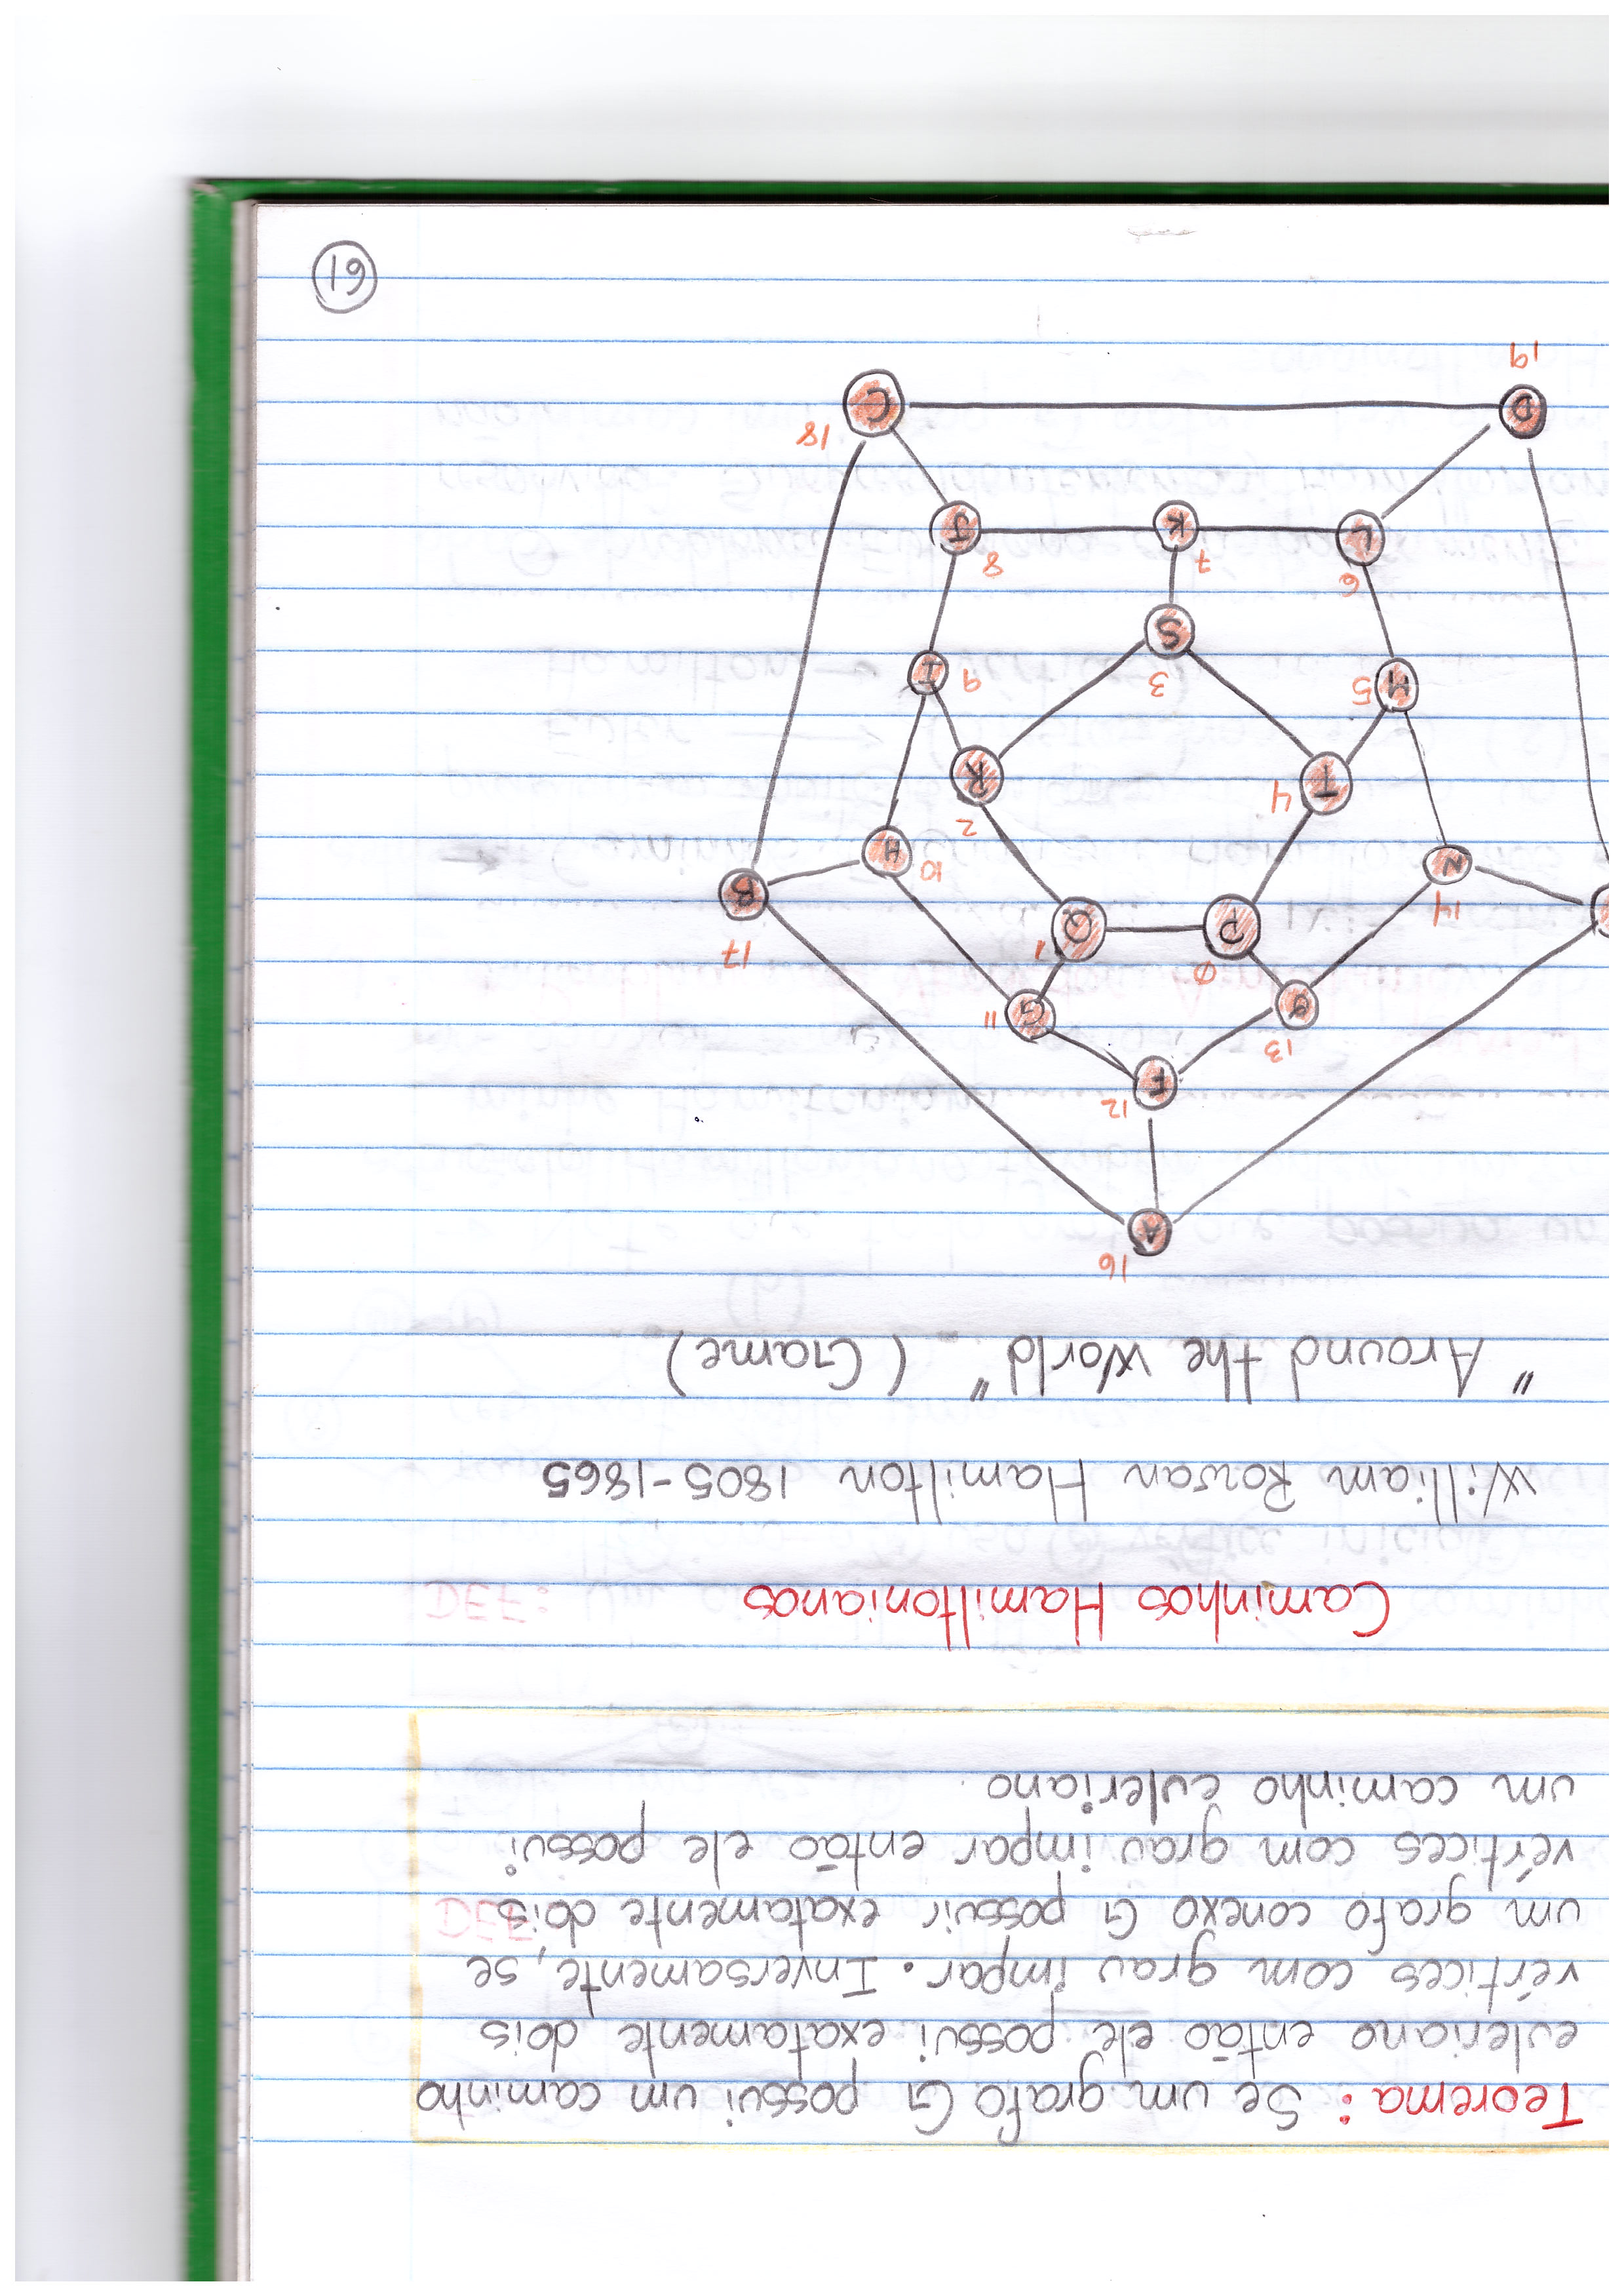 Teorema: Se um grafo G possui um caminho
euleriano então ele possui exatamente dois
vértices com grau ímpar. Inversamente, se
um grafo conexo G possuir exatamente dois
vértices com grau impar então ele possui
um caminho euleriano.
Caminhos Hamiltonianos
William Rowan Hamilton 1805-1865
"Around the World" (Game)
16
A
F 12
13
O G 11
Ø 1
P Q 17
14 B
N 10 H
2
T 4 R
M 5 3 9 I
S
6 7 8
L K J
18
D C
19
61